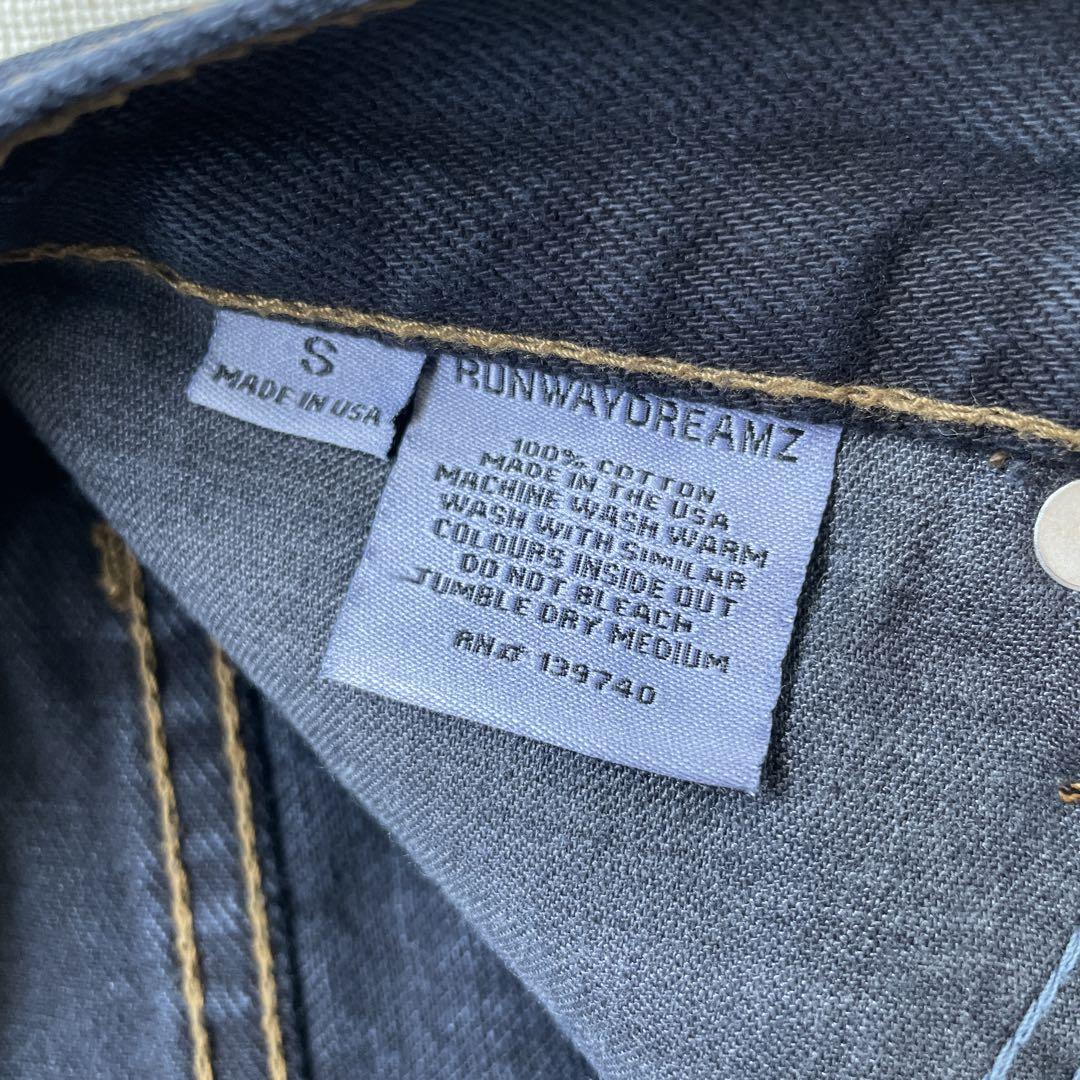 S
MADE IN USA
RUNWAYDREAMZ
100% COTTON
MADE IN THE USA
MACHINE WASH WARM
WASH WITH SIMILAR
COLOURS INSIDE OUT
DO NOT BLEACH
TUMBLE DRY MEDIUM
RN# 139740